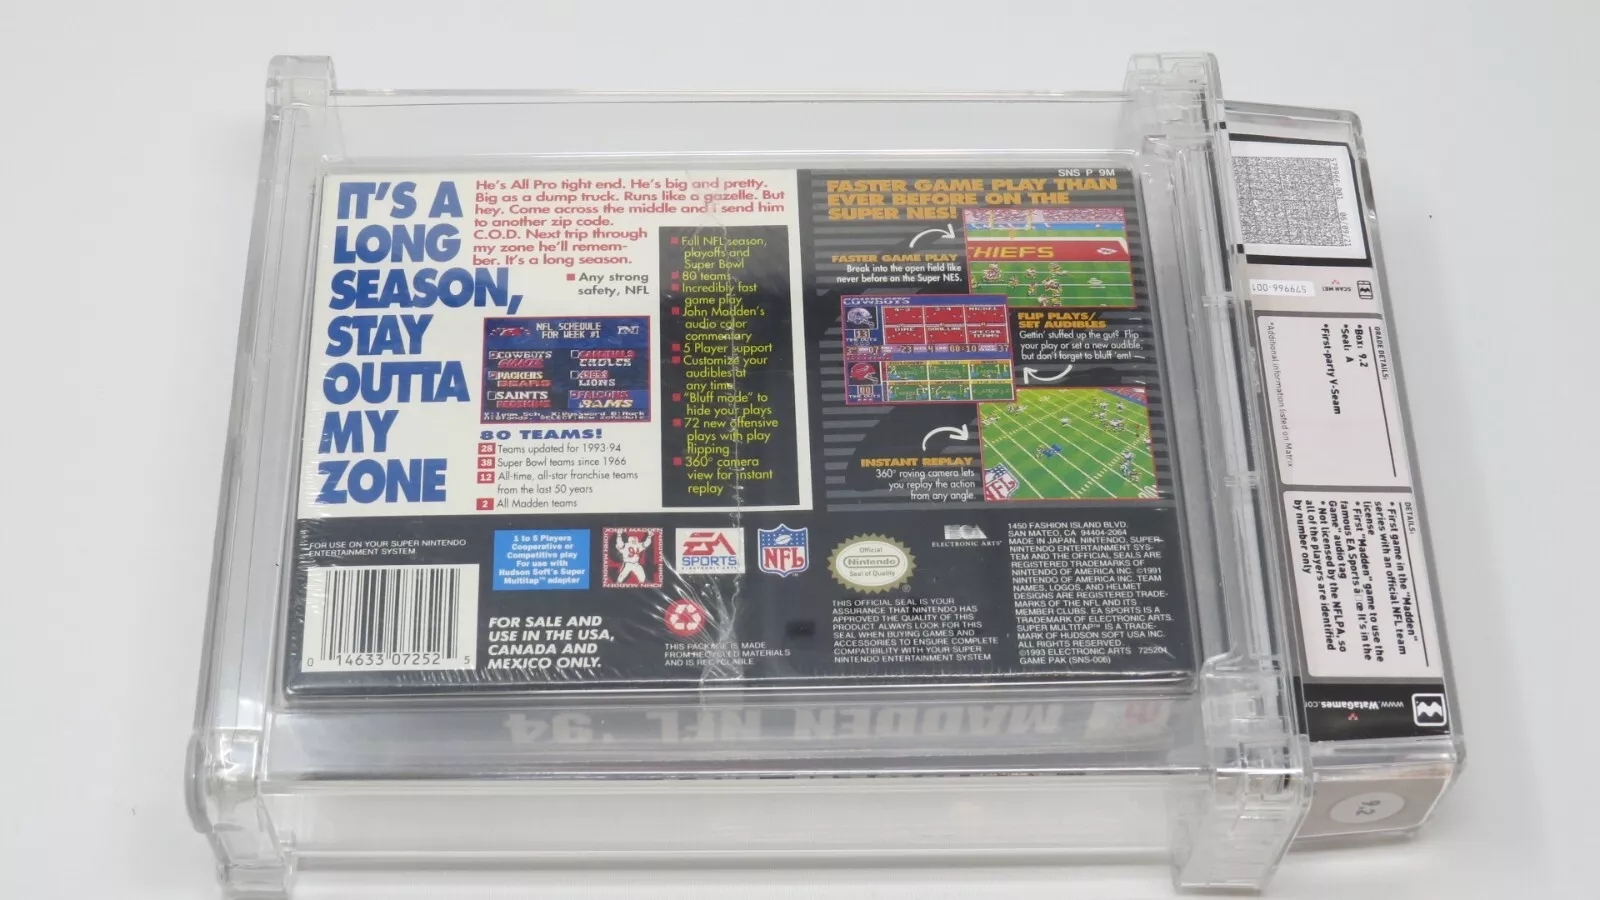 IT'S A
LONG
SEASON,
STAY
OUTTA
MY
ZONE
He's All Pro tight end. He's big and pretty.
Big as a dump truck. Runs like a gazelle. But
hey. Come across the middle and I send him
to another zip code.
C.O.D. Next trip through
my zone he'll remem-
ber. It's a long season.
Any strong
safety, NFL
NFL SCHEDULE
FOR WEEK #1
COWBOYS
GIANTS
PACKERS
BEARS
SAINTS
LIONS
FALCONS
RAMS
80 TEAMS!
28 Teams updated for 1993-94
38 Super Bowl teams since 1966
12 All-time, all-star franchise teams
from the last 50 years
2 All Madden teams
Full NFL season,
playoffs and
Super Bowl
80 teams
Incredibly fast
game play
John Madden's
audio color
commentary
5 Player support
Customize your
audibles at
any time
"Bluff mode" to
hide your plays
72 new offensive
plays with play
flipping
360° camera
view for instant
replay
SNS P 9M
FASTER GAME PLAY THAN
EVER BEFORE ON THE
SUPER NES!
FASTER GAME PLAY
Break into the open field like
never before on the Super NES.
CHIEFS
COWBOYS
FLIP PLAYS/
SET AUDIBLES
Gettin' stuffed up the gut? Flip
your play or set a new audible,
but don't forget to bluff 'em!
INSTANT REPLAY
360° roving camera lets
you replay the action
from any angle.
NFL
FOR USE ON YOUR SUPER NINTENDO
ENTERTAINMENT SYSTEM
0 14633 07252 5
1 to 5 Players
Cooperative or
Competitive play
For use with
Hudson Soft's Super
Multitap™ adapter
JOHN MADDEN
94
EA
SPORTS
ELECTRONIC ARTS
NFL
FOR SALE AND
USE IN THE USA,
CANADA AND
MEXICO ONLY.
THIS PACKAGE IS MADE
FROM RECYCLED MATERIALS
AND IS RECYCLABLE
Official
Nintendo
Seal of Quality
®
THIS OFFICIAL SEAL IS YOUR
ASSURANCE THAT NINTENDO HAS
APPROVED THE QUALITY OF THIS
PRODUCT. ALWAYS LOOK FOR THIS
SEAL WHEN BUYING GAMES AND
ACCESSORIES TO ENSURE COMPLETE
COMPATIBILITY WITH YOUR SUPER
NINTENDO ENTERTAINMENT SYSTEM
ELECTRONIC ARTS®
1450 FASHION ISLAND BLVD.
SAN MATEO, CA 94404-2064
MADE IN JAPAN. NINTENDO, SUPER
NINTENDO ENTERTAINMENT SYS-
TEM AND THE OFFICIAL SEALS ARE
REGISTERED TRADEMARKS OF
NINTENDO OF AMERICA INC. ©1991
NINTENDO OF AMERICA INC. TEAM
NAMES, LOGOS, AND HELMET
DESIGNS ARE REGISTERED TRADE-
MARKS OF THE NFL AND ITS
MEMBER CLUBS. EA SPORTS IS A
TRADEMARK OF ELECTRONIC ARTS.
SUPER MULTITAP™ IS A TRADE-
MARK OF HUDSON SOFT USA INC.
ALL RIGHTS RESERVED.
©1993 ELECTRONIC ARTS 725204
GAME PAK (SNS-006)
MADDEN NFL '94
579966-001
SCAN ME!
GRADE DETAILS:
•Box: 9.2
•Seal: A
•First-party V-Seam
*Additional information listed on Matrix
DETAILS:
• First game in the "Madden"
series with an official NFL team
license
• First "Madden" game to use the
famous EA Sports "It's in the
Game" audio tag
• Not licensed by the NFLPA, so
all of the players are identified
by number only
www.WataGames.com
9.2